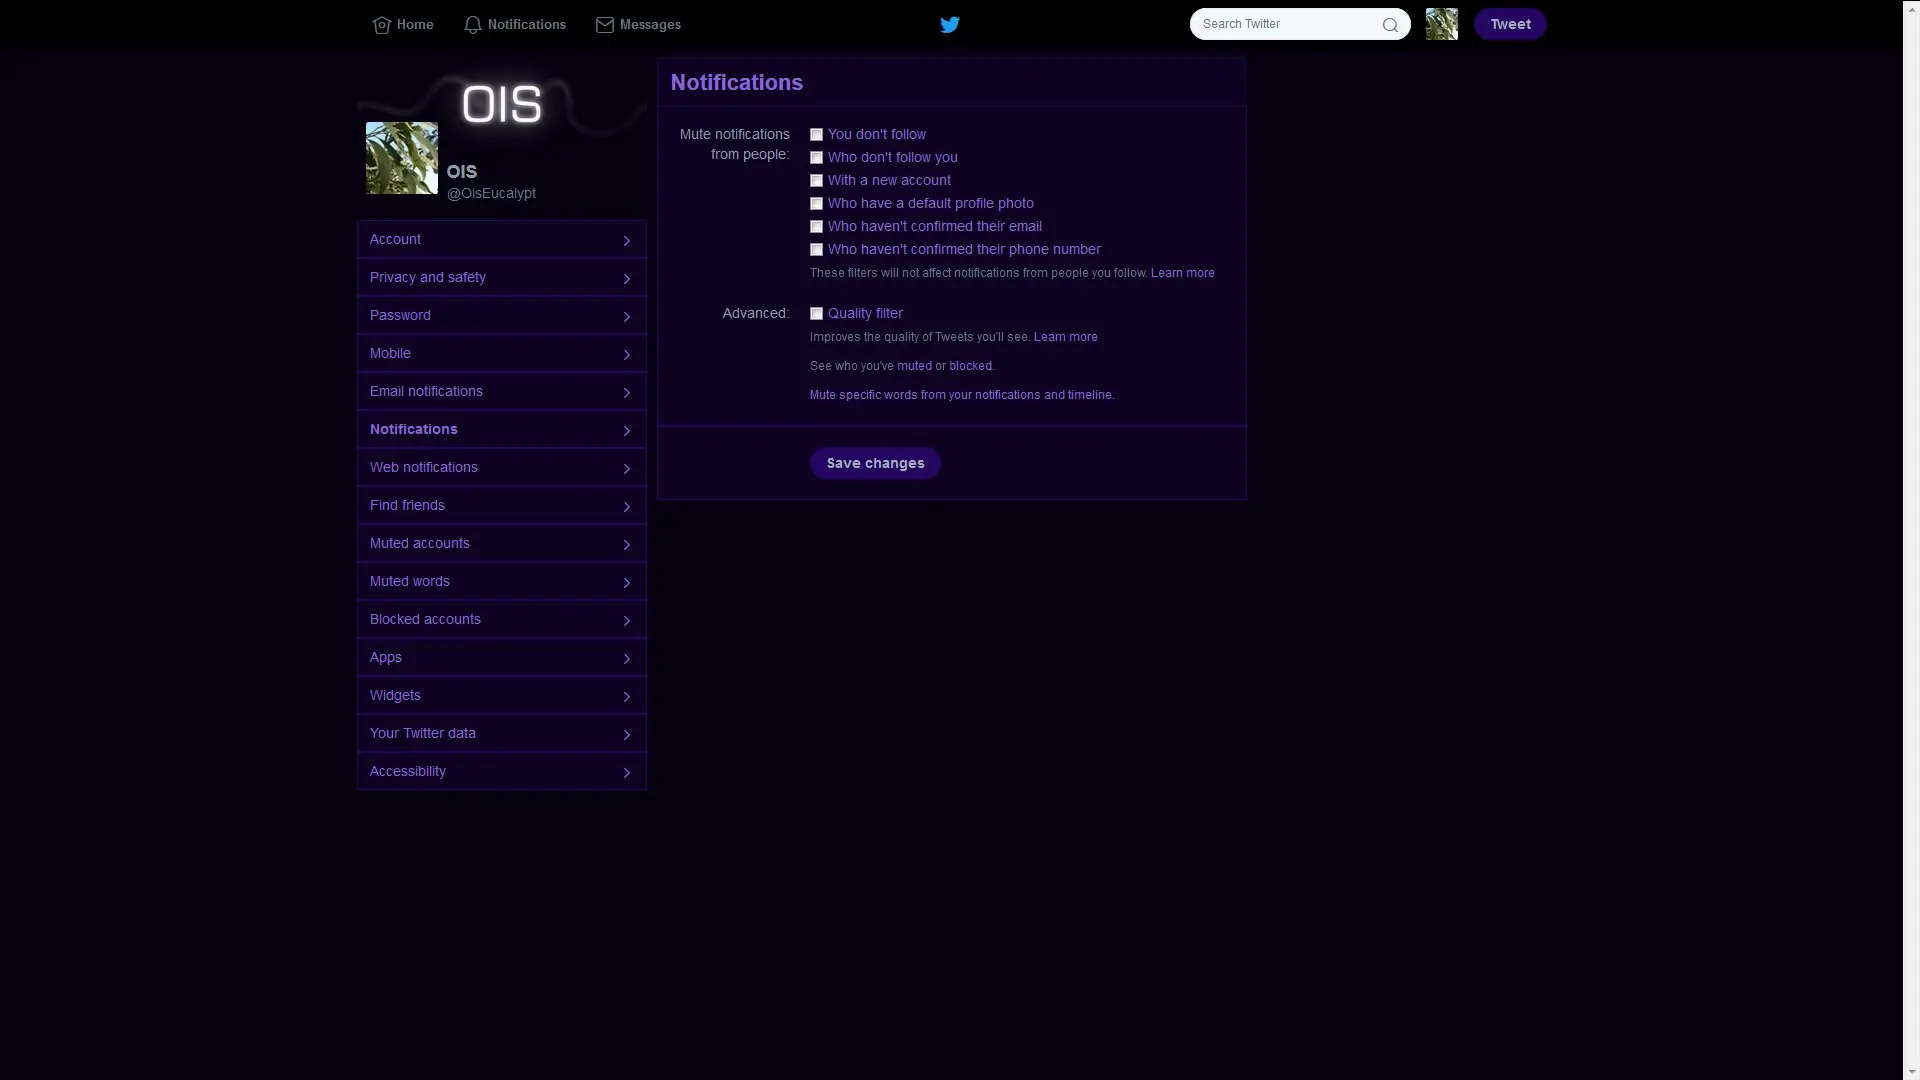 Home
Notifications
Messages
Search Twitter
Tweet
OIS
OIS
@OisEucalypt
Account
Privacy and safety
Password
Mobile
Email notifications
Notifications
Web notifications
Find friends
Muted accounts
Muted words
Blocked accounts
Apps
Widgets
Your Twitter data
Accessibility
Notifications
Mute notifications
from people:
You don't follow
Who don't follow you
With a new account
Who have a default profile photo
Who haven't confirmed their email
Who haven't confirmed their phone number
These filters will not affect notifications from people you follow. Learn more
Advanced:
Quality filter
Improves the quality of Tweets you'll see. Learn more
See who you've muted or blocked.
Mute specific words from your notifications and timeline.
Save changes